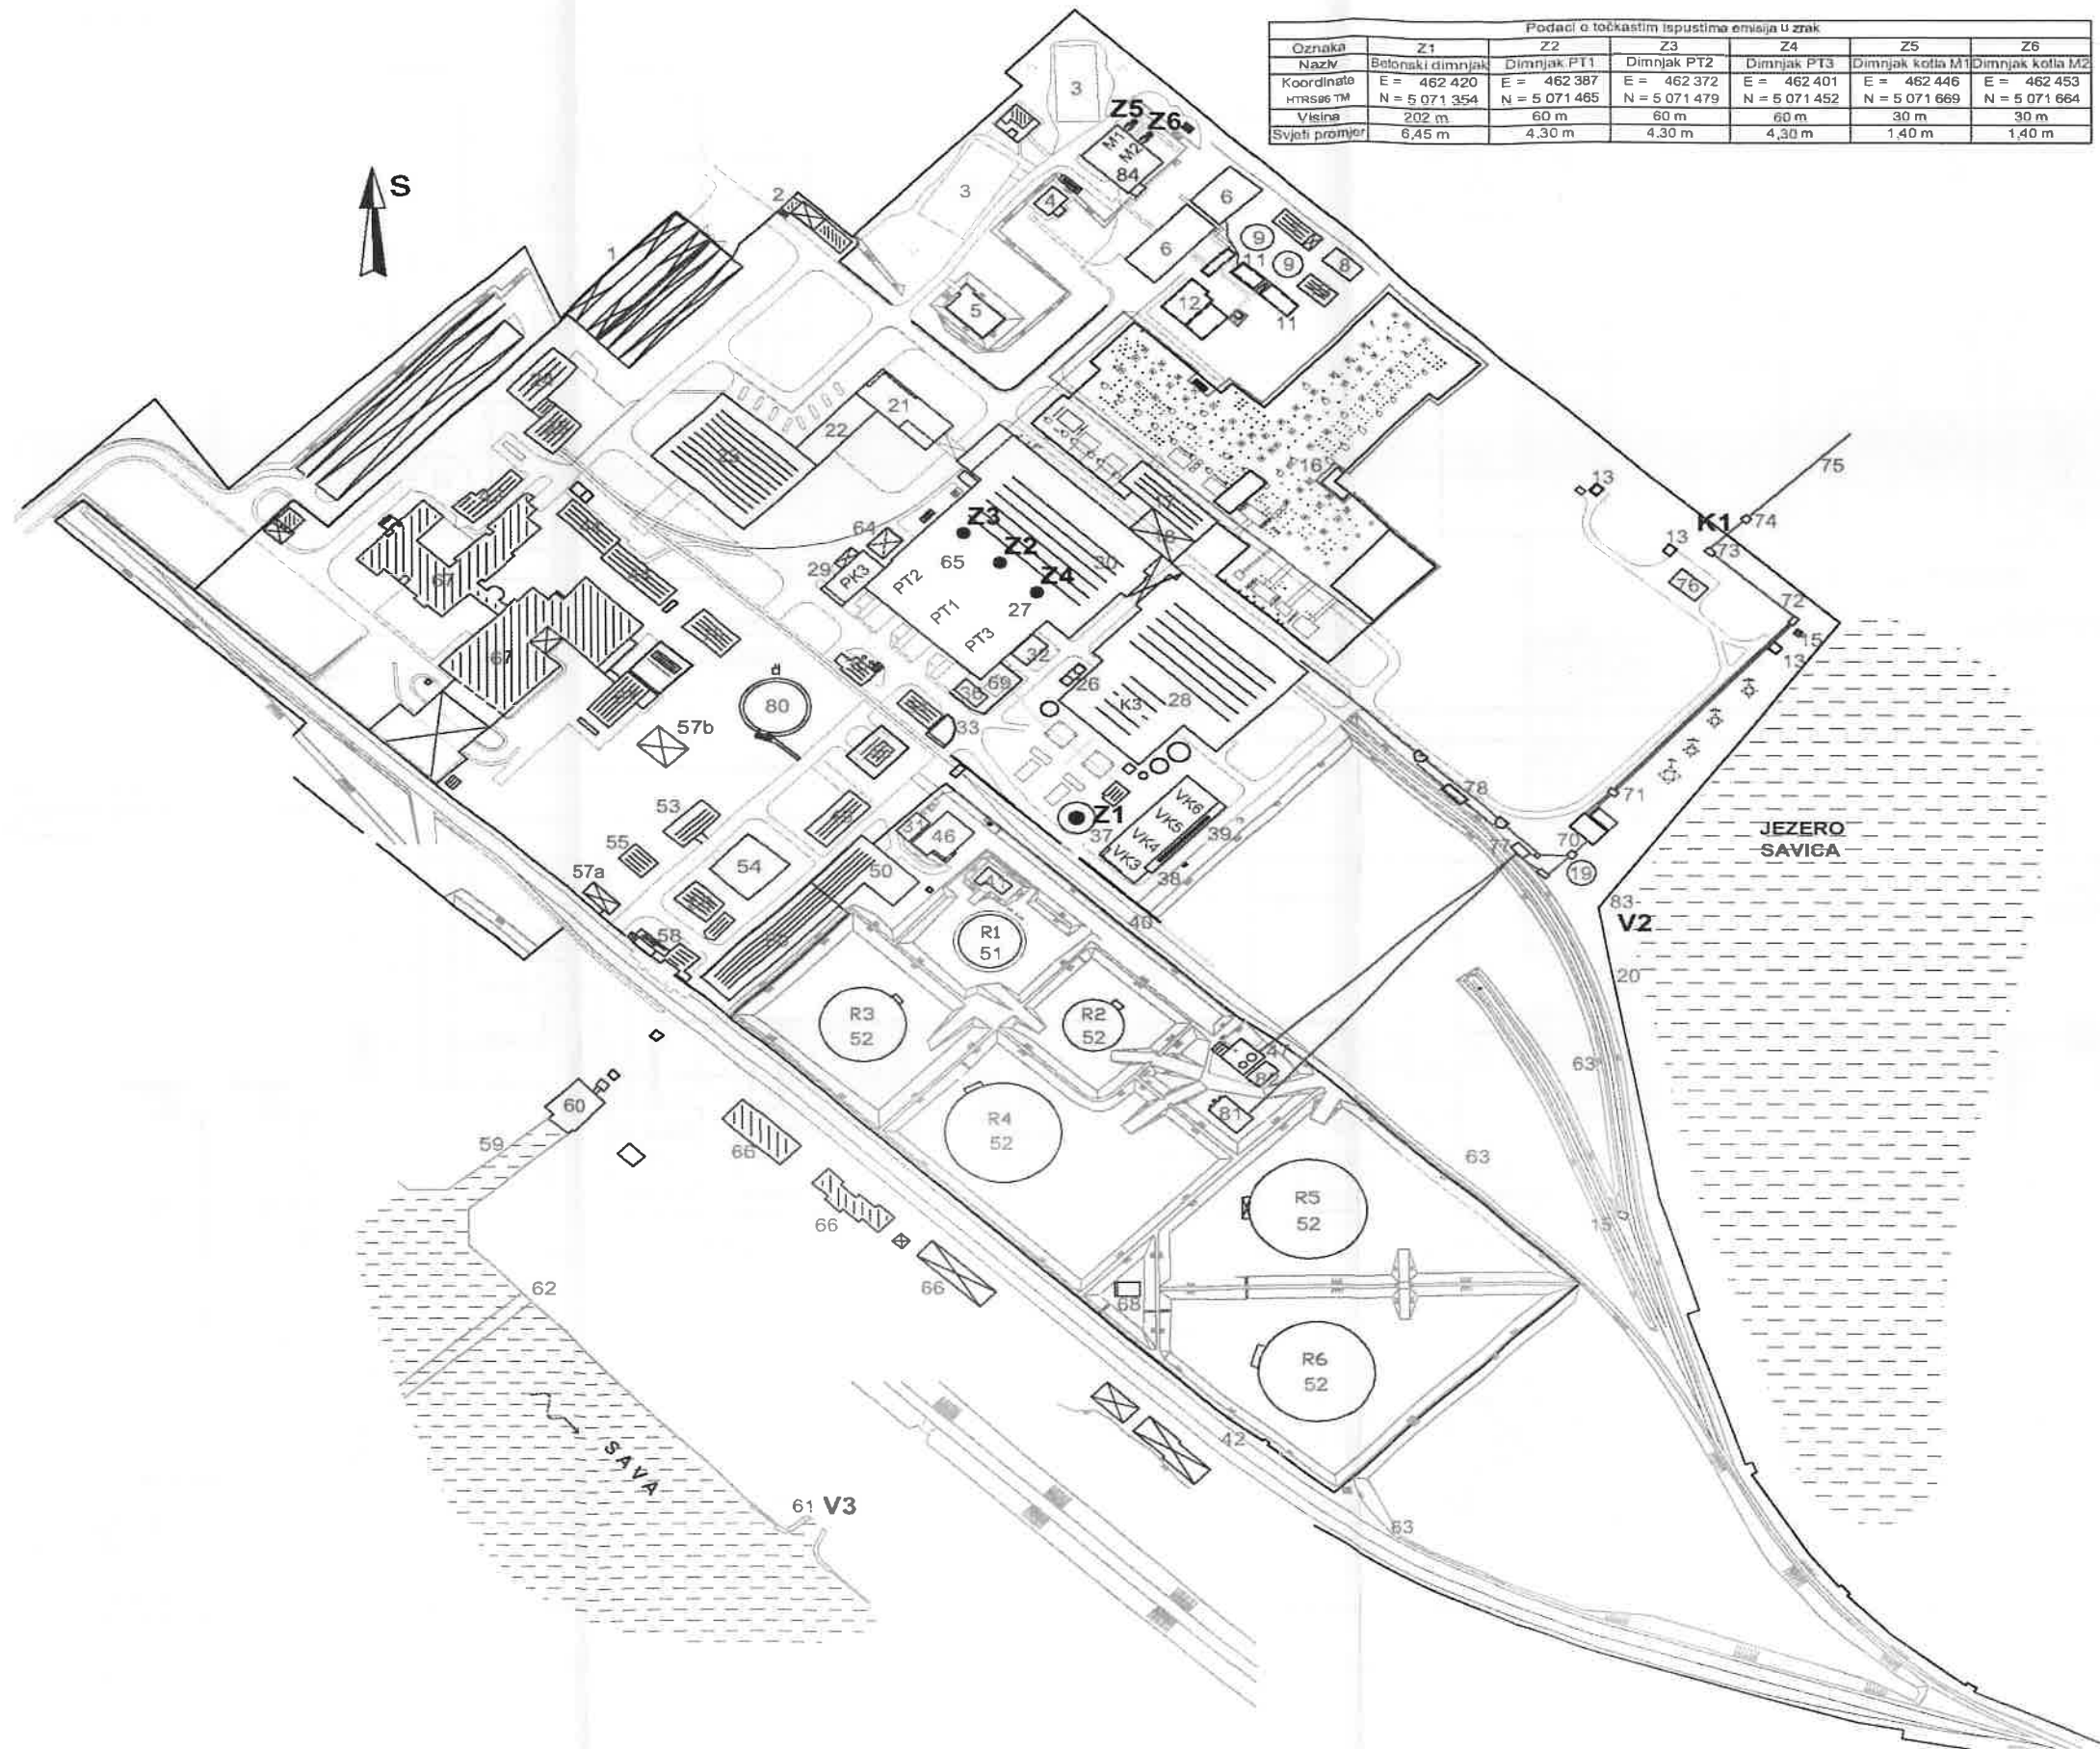 Podaci o točkastim ispustima emisija u zrak
Oznaka Z1 Z2 Z3 Z4 Z5 Z6
Naziv Betonski dimnjak Dimnjak PT1 Dimnjak PT2 Dimnjak PT3 Dimnjak kotla M1 Dimnjak kotla M2
Koordinate E = 462 420 E = 462 387 E = 462 372 E = 462 401 E = 462 446 E = 462 453
HTRS96 TM N = 5 071 354 N = 5 071 465 N = 5 071 479 N = 5 071 452 N = 5 071 669 N = 5 071 664
Visina 202 m 60 m 60 m 60 m 30 m 30 m
Svjetli promjer 6,45 m 4,30 m 4,30 m 4,30 m 1,40 m 1,40 m
S
3
Z5 Z6
M1
M2
84
3
2
4
6
1
6
9
11
9
8
5
12
11
21
22
16
75
13
K1
74
64
Z3
13
73
Z2
65
30
29
PK3
PT2
Z4
76
67
PT1
27
72
PT3
15
32
13
67
26
69
36
80
K3
28
57b
33
78
71
53
VK6
Z1
VK5
37
39
VK4
VK3
38
31
46
JEZERO
SAVICA
70
77
55
54
50
57a
19
83
V2
40
58
R1
51
20
R3
52
R2
52
41
82
63
60
R4
52
81
59
66
63
R5
52
66
15
62
66
68
R6
52
42
SAVA
61 V3
63